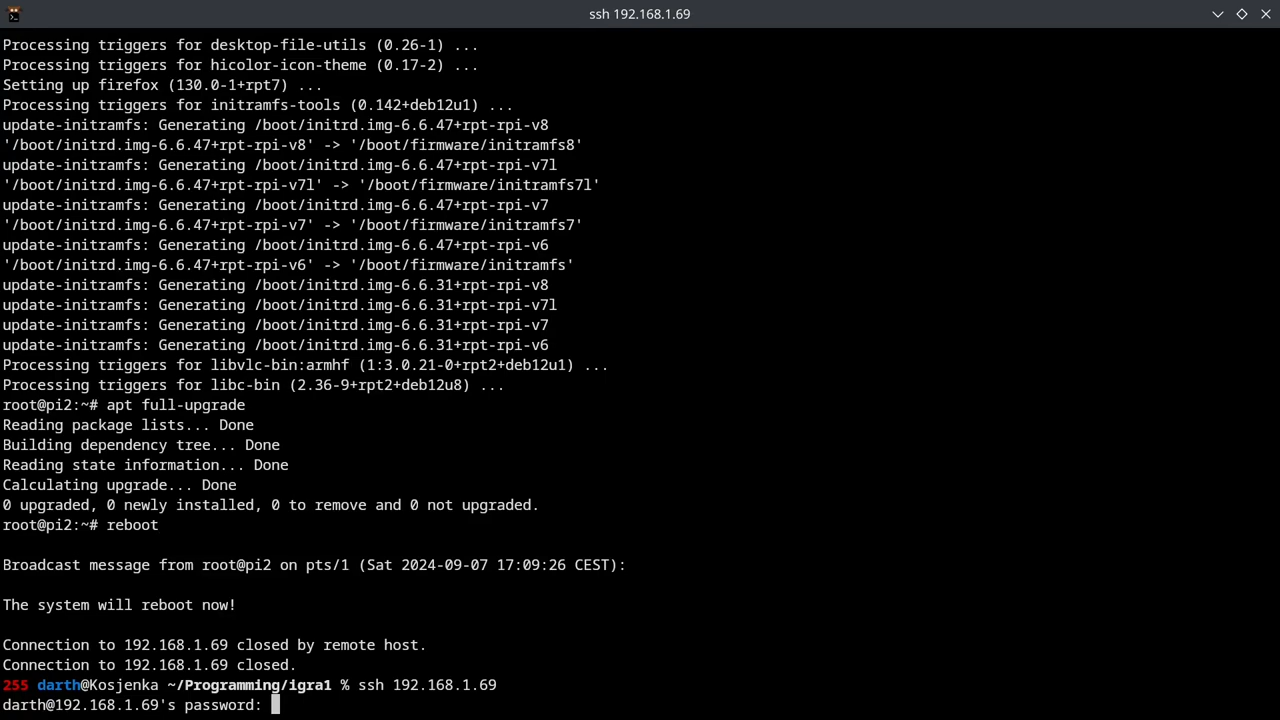 ssh 192.168.1.69
Processing triggers for desktop-file-utils (0.26-1) ...
Processing triggers for hicolor-icon-theme (0.17-2) ...
Setting up firefox (130.0-1+rpt7) ...
Processing triggers for initramfs-tools (0.142+deb12u1) ...
update-initramfs: Generating /boot/initrd.img-6.6.47+rpt-rpi-v8
'/boot/initrd.img-6.6.47+rpt-rpi-v8' -> '/boot/firmware/initramfs8'
update-initramfs: Generating /boot/initrd.img-6.6.47+rpt-rpi-v7l
'/boot/initrd.img-6.6.47+rpt-rpi-v7l' -> '/boot/firmware/initramfs7l'
update-initramfs: Generating /boot/initrd.img-6.6.47+rpt-rpi-v7
'/boot/initrd.img-6.6.47+rpt-rpi-v7' -> '/boot/firmware/initramfs7'
update-initramfs: Generating /boot/initrd.img-6.6.47+rpt-rpi-v6
'/boot/initrd.img-6.6.47+rpt-rpi-v6' -> '/boot/firmware/initramfs'
update-initramfs: Generating /boot/initrd.img-6.6.31+rpt-rpi-v8
update-initramfs: Generating /boot/initrd.img-6.6.31+rpt-rpi-v7l
update-initramfs: Generating /boot/initrd.img-6.6.31+rpt-rpi-v7
update-initramfs: Generating /boot/initrd.img-6.6.31+rpt-rpi-v6
Processing triggers for libvlc-bin:armhf (1:3.0.21-0+rpt2+deb12u1) ...
Processing triggers for libc-bin (2.36-9+rpt2+deb12u8) ...
root@pi2:~# apt full-upgrade
Reading package lists... Done
Building dependency tree... Done
Reading state information... Done
Calculating upgrade... Done
0 upgraded, 0 newly installed, 0 to remove and 0 not upgraded.
root@pi2:~# reboot
Broadcast message from root@pi2 on pts/1 (Sat 2024-09-07 17:09:26 CEST):
The system will reboot now!
Connection to 192.168.1.69 closed by remote host.
Connection to 192.168.1.69 closed.
255 darth@Kosjenka ~/Programming/igra1 % ssh 192.168.1.69
darth@192.168.1.69's password: